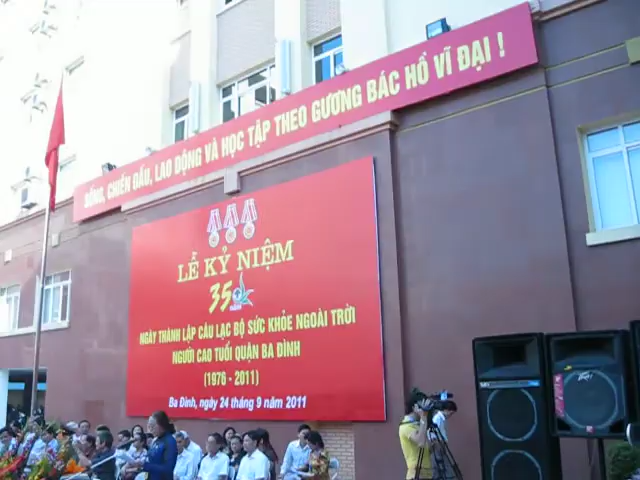 SỐNG, CHIẾN ĐẤU, LAO ĐỘNG VÀ HỌC TẬP THEO GƯƠNG BÁC HỒ VĨ ĐẠI !
LỄ KỶ NIỆM
35
NGÀY THÀNH LẬP CÂU LẠC BỘ SỨC KHỎE NGOÀI TRỜI
NGƯỜI CAO TUỔI QUẬN BA ĐÌNH
(1976 - 2011)
Ba Đình, ngày 24 tháng 9 năm 2011
PEAVEY